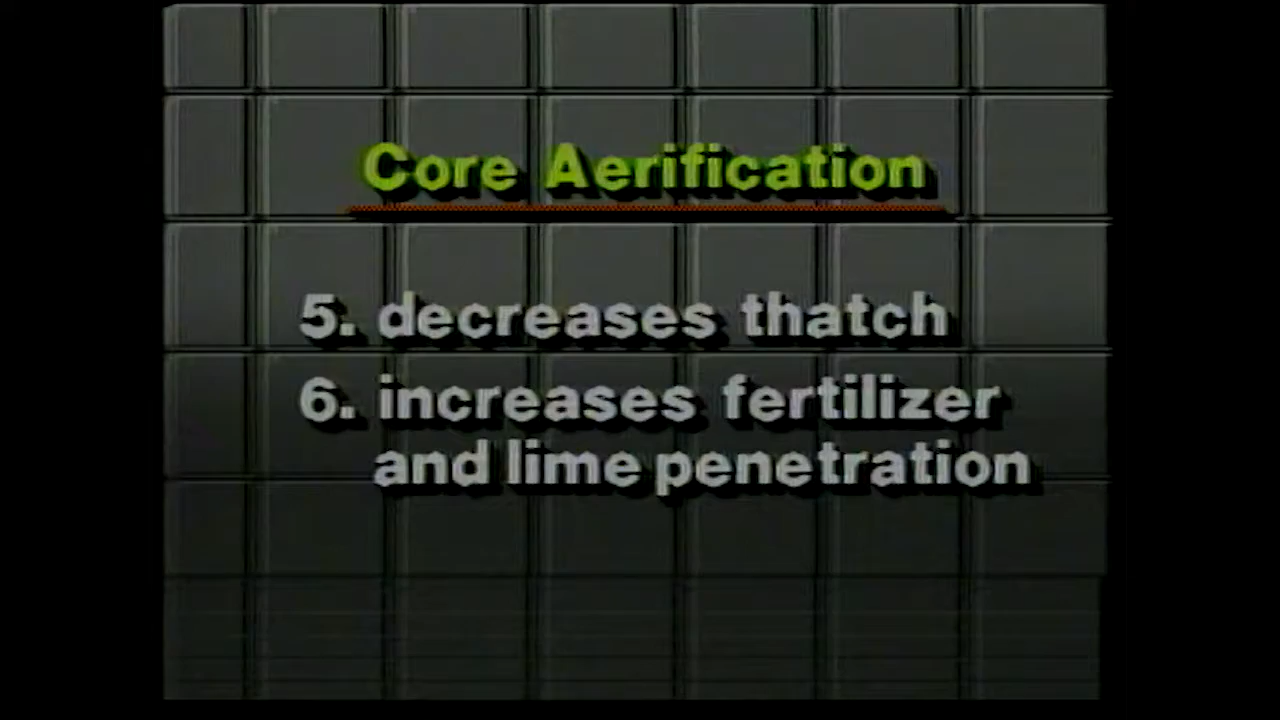 Core Aerification
5. decreases thatch
6. increases fertilizer
and lime penetration